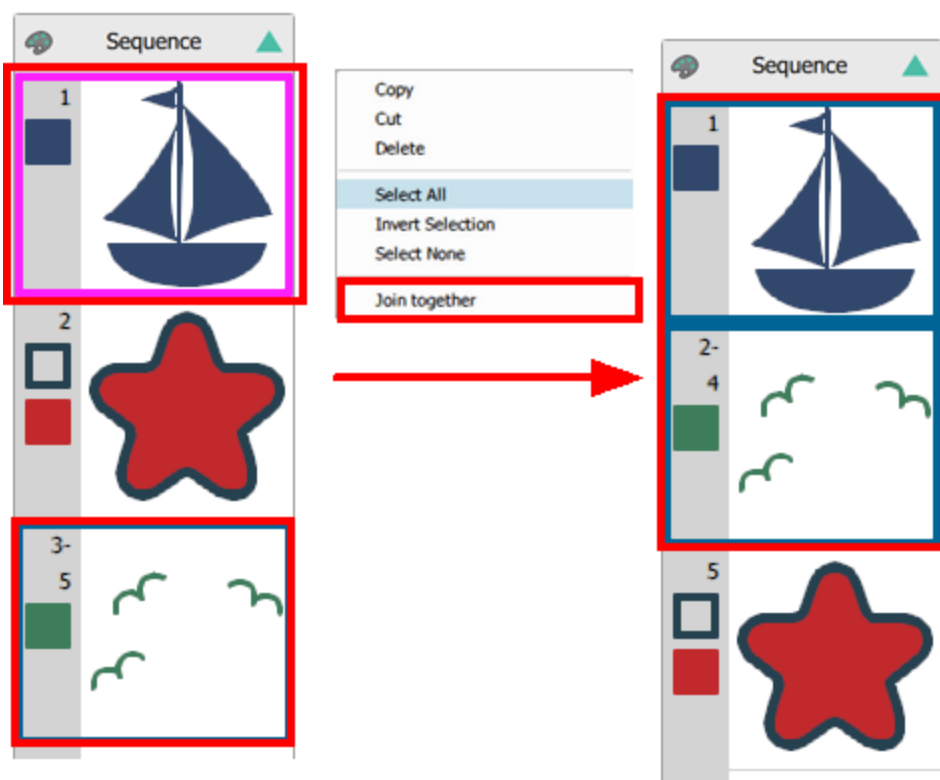 Sequence
1
2
3-
5
Copy
Cut
Delete
Select All
Invert Selection
Select None
Join together
Sequence
1
2-
4
5